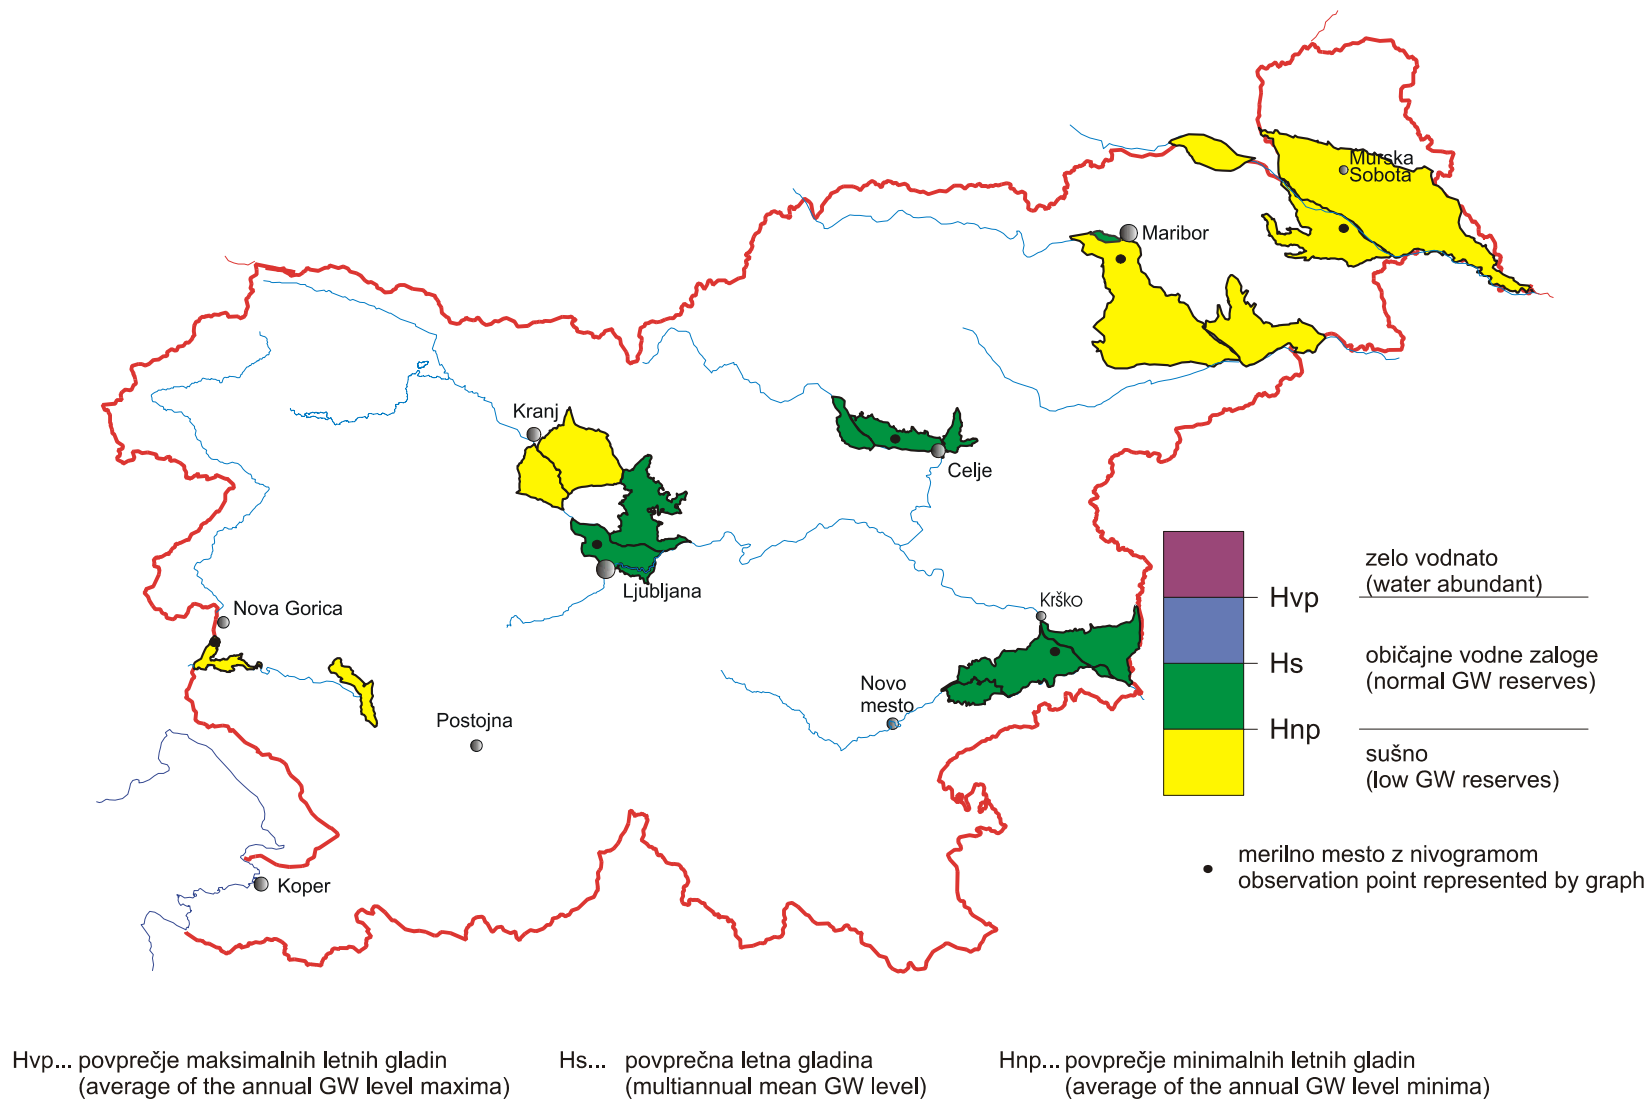 Murska
Sobota
Maribor
Kranj
Celje
Ljubljana
Nova Gorica
Krško
Novo
mesto
Postojna
Koper
Hvp
Hs
Hnp
zelo vodnato
(water abundant)
običajne vodne zaloge
(normal GW reserves)
sušno
(low GW reserves)
merilno mesto z nivogramom
observation point represented by graph
Hvp... povprečje maksimalnih letnih gladin
(average of the annual GW level maxima)
Hs... povprečna letna gladina
(multiannual mean GW level)
Hnp... povprečje minimalnih letnih gladin
(average of the annual GW level minima)